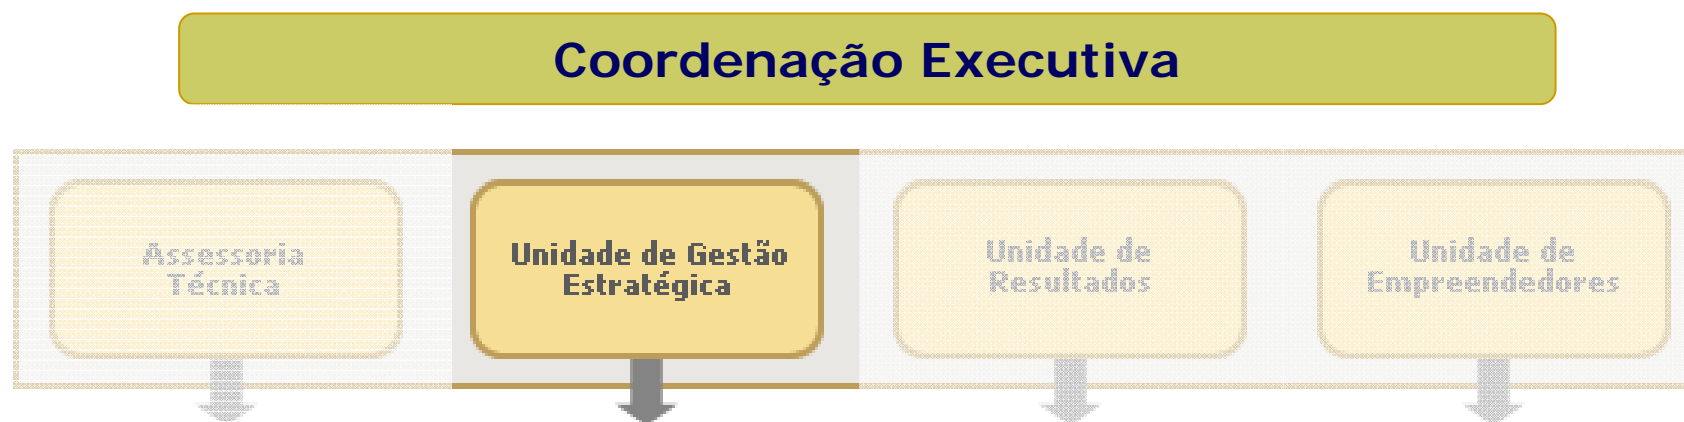 Coordenação Executiva
Assessoria
Técnica
Unidade de Gestão
Estratégica
Unidade de
Resultados
Unidade de
Empreendedores